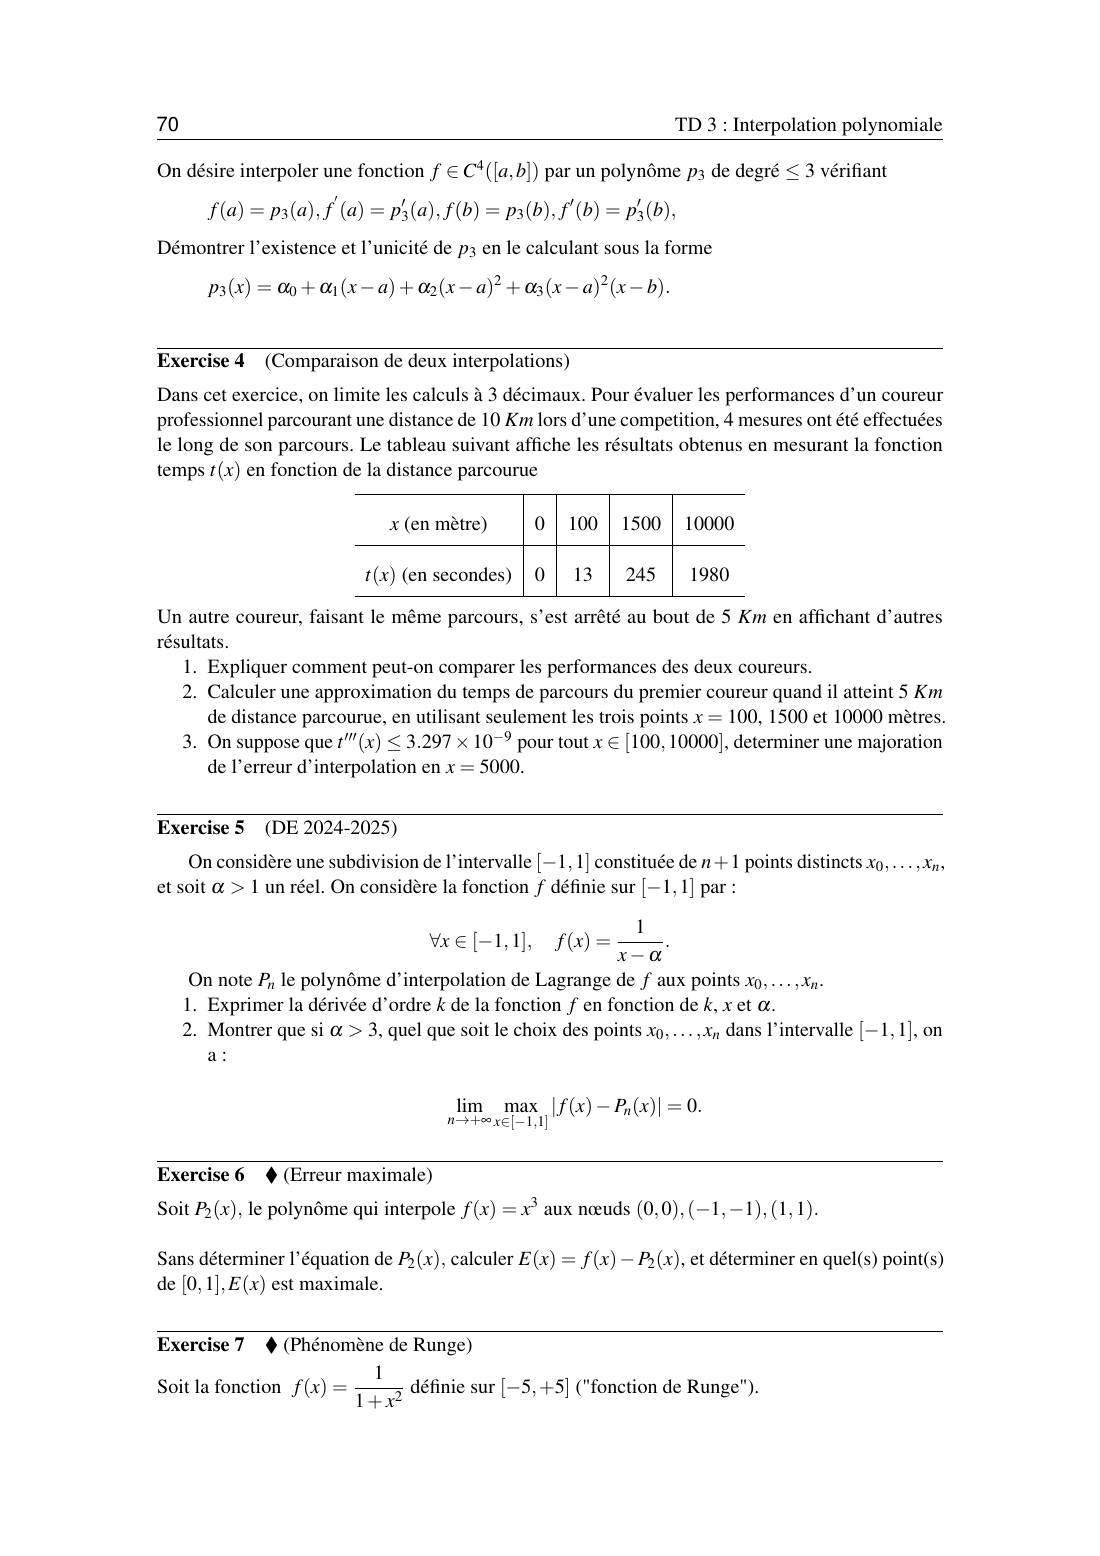 70 TD 3 : Interpolation polynomiale
On désire interpoler une fonction f ∈ C⁴([a,b]) par un polynôme p₃ de degré ≤ 3 vérifiant
f(a) = p₃(a), f′(a) = p₃′(a), f(b) = p₃(b), f′(b) = p₃′(b),
Démontrer l'existence et l'unicité de p₃ en le calculant sous la forme
p₃(x) = α₀ + α₁(x−a) + α₂(x−a)² + α₃(x−a)²(x−b).
Exercise 4 (Comparaison de deux interpolations)
Dans cet exercice, on limite les calculs à 3 décimaux. Pour évaluer les performances d'un coureur
professionnel parcourant une distance de 10 Km lors d'une competition, 4 mesures ont été effectuées
le long de son parcours. Le tableau suivant affiche les résultats obtenus en mesurant la fonction
temps t(x) en fonction de la distance parcourue
x (en mètre) 0 100 1500 10000
t(x) (en secondes) 0 13 245 1980
Un autre coureur, faisant le même parcours, s'est arrêté au bout de 5 Km en affichant d'autres
résultats.
1. Expliquer comment peut-on comparer les performances des deux coureurs.
2. Calculer une approximation du temps de parcours du premier coureur quand il atteint 5 Km
de distance parcourue, en utilisant seulement les trois points x = 100, 1500 et 10000 mètres.
3. On suppose que t‴(x) ≤ 3.297 × 10⁻⁹ pour tout x ∈ [100,10000], determiner une majoration
de l'erreur d'interpolation en x = 5000.
Exercise 5 (DE 2024-2025)
On considère une subdivision de l'intervalle [−1,1] constituée de n+1 points distincts x₀,...,xₙ,
et soit α > 1 un réel. On considère la fonction f définie sur [−1,1] par :
∀x ∈ [−1,1], f(x) = 1/(x−α).
On note Pₙ le polynôme d'interpolation de Lagrange de f aux points x₀,...,xₙ.
1. Exprimer la dérivée d'ordre k de la fonction f en fonction de k, x et α.
2. Montrer que si α > 3, quel que soit le choix des points x₀,...,xₙ dans l'intervalle [−1,1], on
a :
lim n→+∞ max x∈[−1,1] |f(x) − Pₙ(x)| = 0.
Exercise 6 ♦ (Erreur maximale)
Soit P₂(x), le polynôme qui interpole f(x) = x³ aux nœuds (0,0),(−1,−1),(1,1).
Sans déterminer l'équation de P₂(x), calculer E(x) = f(x) − P₂(x), et déterminer en quel(s) point(s)
de [0,1], E(x) est maximale.
Exercise 7 ♦ (Phénomène de Runge)
Soit la fonction f(x) = 1/(1+x²) définie sur [−5,+5] ("fonction de Runge").